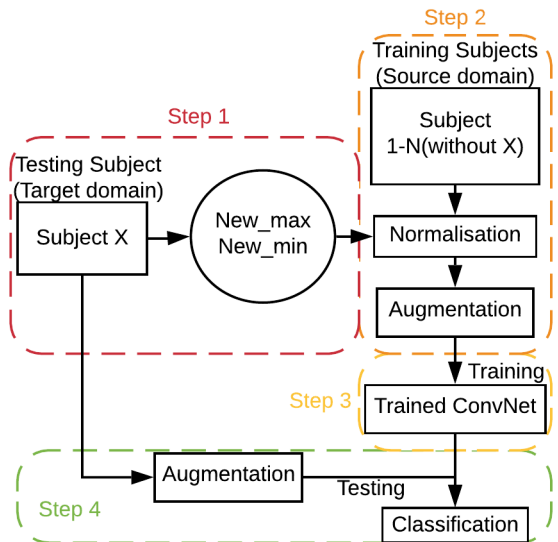 Step 2
Training Subjects
(Source domain)
Subject
1-N(without X)
Step 1
Testing Subject
(Target domain)
Subject X
New_max
New_min
Normalisation
Augmentation
Training
Step 3
Trained ConvNet
Augmentation
Testing
Step 4
Classification